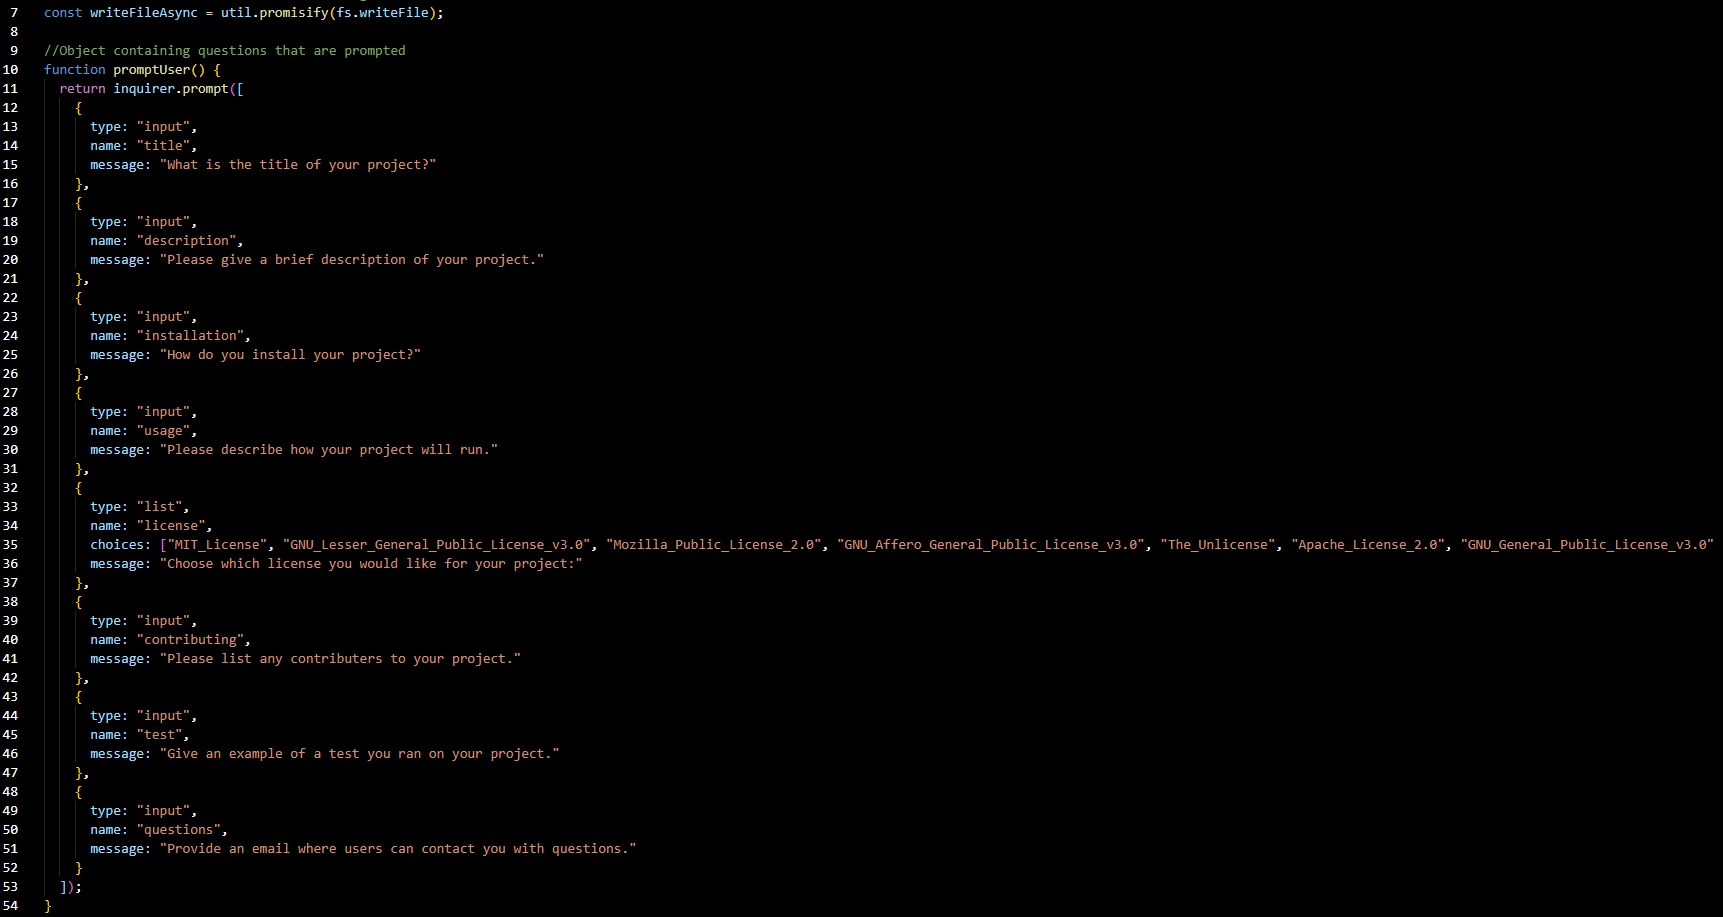 7 const writeFileAsync = util.promisify(fs.writeFile);
8
9 //Object containing questions that are prompted
10 function promptUser() {
11 return inquirer.prompt([
12 {
13 type: "input",
14 name: "title",
15 message: "What is the title of your project?"
16 },
17 {
18 type: "input",
19 name: "description",
20 message: "Please give a brief description of your project."
21 },
22 {
23 type: "input",
24 name: "installation",
25 message: "How do you install your project?"
26 },
27 {
28 type: "input",
29 name: "usage",
30 message: "Please describe how your project will run."
31 },
32 {
33 type: "list",
34 name: "license",
35 choices: ["MIT_License", "GNU_Lesser_General_Public_License_v3.0", "Mozilla_Public_License_2.0", "GNU_Affero_General_Public_License_v3.0", "The_Unlicense", "Apache_License_2.0", "GNU_General_Public_License_v3.0"
36 message: "Choose which license you would like for your project:"
37 },
38 {
39 type: "input",
40 name: "contributing",
41 message: "Please list any contributers to your project."
42 },
43 {
44 type: "input",
45 name: "test",
46 message: "Give an example of a test you ran on your project."
47 },
48 {
49 type: "input",
50 name: "questions",
51 message: "Provide an email where users can contact you with questions."
52 }
53 ]);
54 }